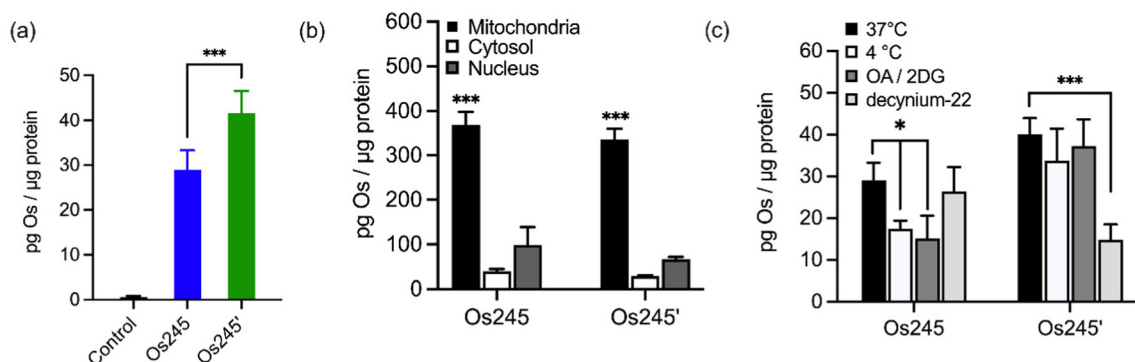 (a)
***
50
40
30
20
10
0
pg Os / µg protein
Control
Os245
Os245'
(b)
600
500
400
300
200
100
0
pg Os / µg protein
Mitochondria
Cytosol
Nucleus
***
***
Os245
Os245'
(c)
37°C
4 °C
OA / 2DG
decynium-22
60
50
40
30
20
10
0
pg Os / µg protein
*
***
Os245
Os245'